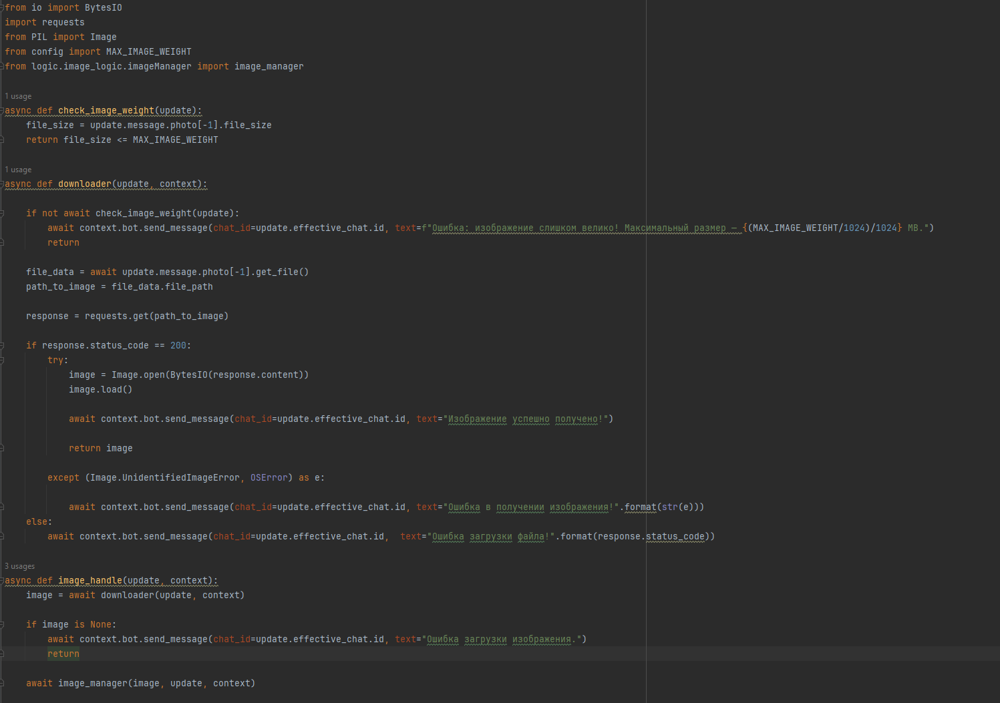 from io import BytesIO
import requests
from PIL import Image
from config import MAX_IMAGE_WEIGHT
from logic.image_logic.imageManager import image_manager
1 usage
async def check_image_weight(update):
file_size = update.message.photo[-1].file_size
return file_size <= MAX_IMAGE_WEIGHT
1 usage
async def downloader(update, context):
if not await check_image_weight(update):
await context.bot.send_message(chat_id=update.effective_chat.id, text=f"Ошибка: изображение слишком велико! Максимальный размер — {(MAX_IMAGE_WEIGHT/1024)/1024} MB.")
return
file_data = await update.message.photo[-1].get_file()
path_to_image = file_data.file_path
response = requests.get(path_to_image)
if response.status_code == 200:
try:
image = Image.open(BytesIO(response.content))
image.load()
await context.bot.send_message(chat_id=update.effective_chat.id, text="Изображение успешно получено!")
return image
except (Image.UnidentifiedImageError, OSError) as e:
await context.bot.send_message(chat_id=update.effective_chat.id, text="Ошибка в получении изображения!".format(str(e)))
else:
await context.bot.send_message(chat_id=update.effective_chat.id,  text="Ошибка загрузки файла!".format(response.status_code))
3 usages
async def image_handle(update, context):
image = await downloader(update, context)
if image is None:
await context.bot.send_message(chat_id=update.effective_chat.id, text="Ошибка загрузки изображения.")
return
await image_manager(image, update, context)